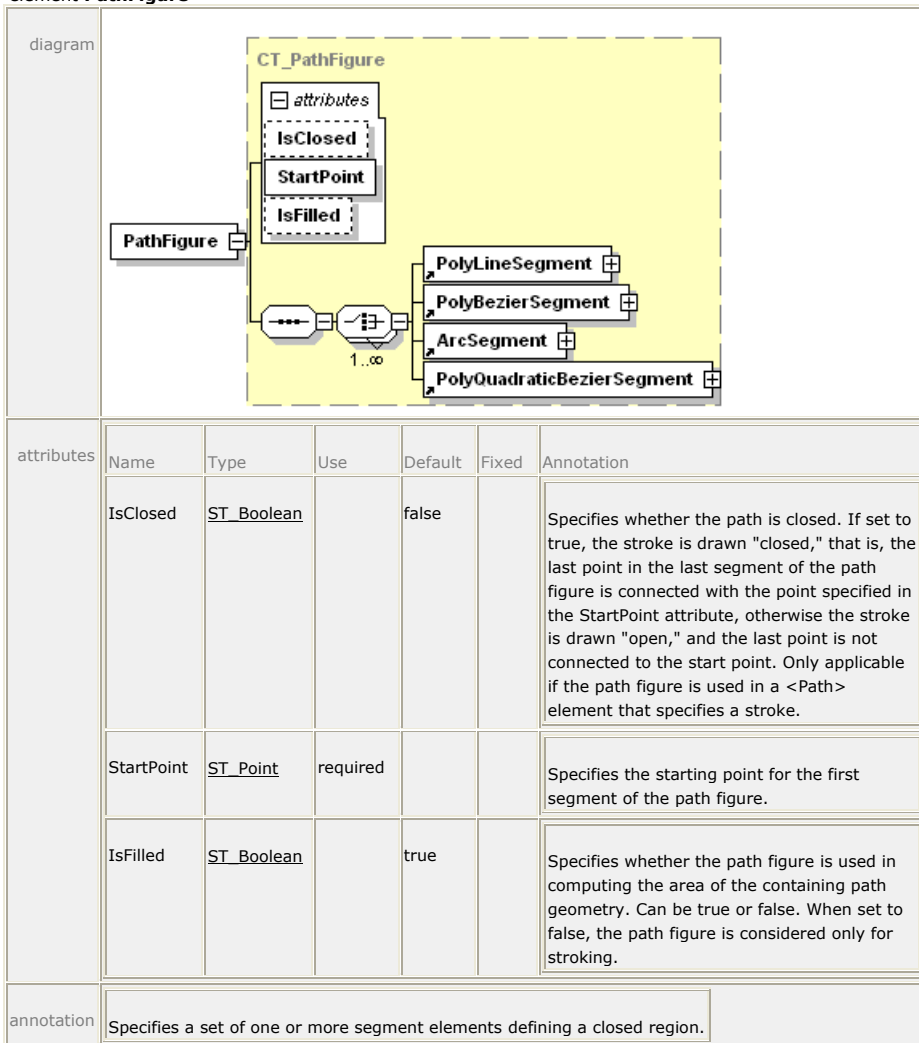 element PathFigure
diagram
CT_PathFigure
attributes
IsClosed
StartPoint
IsFilled
PathFigure
PolyLineSegment
PolyBezierSegment
1..∞
ArcSegment
PolyQuadraticBezierSegment
attributes Name Type Use Default Fixed Annotation
IsClosed ST_Boolean false Specifies whether the path is closed. If set to
true, the stroke is drawn "closed," that is, the
last point in the last segment of the path
figure is connected with the point specified in
the StartPoint attribute, otherwise the stroke
is drawn "open," and the last point is not
connected to the start point. Only applicable
if the path figure is used in a <Path>
element that specifies a stroke.
StartPoint ST_Point required Specifies the starting point for the first
segment of the path figure.
IsFilled ST_Boolean true Specifies whether the path figure is used in
computing the area of the containing path
geometry. Can be true or false. When set to
false, the path figure is considered only for
stroking.
annotation Specifies a set of one or more segment elements defining a closed region.